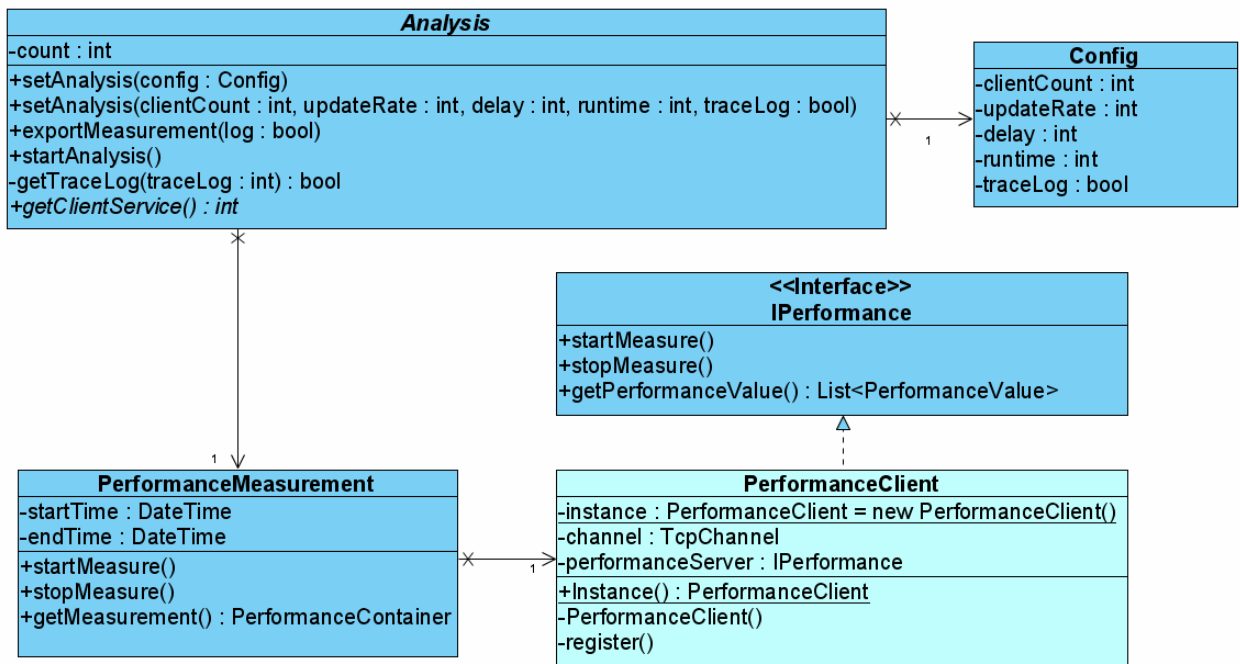 Analysis
-count : int
+setAnalysis(config : Config)
+setAnalysis(clientCount : int, updateRate : int, delay : int, runtime : int, traceLog : bool)
+exportMeasurement(log : bool)
+startAnalysis()
-getTraceLog(traceLog : int) : bool
+getClientService() : int
1
Config
-clientCount : int
-updateRate : int
-delay : int
-runtime : int
-traceLog : bool
<<Interface>>
IPerformance
+startMeasure()
+stopMeasure()
+getPerformanceValue() : List<PerformanceValue>
1
PerformanceMeasurement
-startTime : DateTime
-endTime : DateTime
+startMeasure()
+stopMeasure()
+getMeasurement() : PerformanceContainer
1
PerformanceClient
-instance : PerformanceClient = new PerformanceClient()
-channel : TcpChannel
-performanceServer : IPerformance
+Instance() : PerformanceClient
-PerformanceClient()
-register()